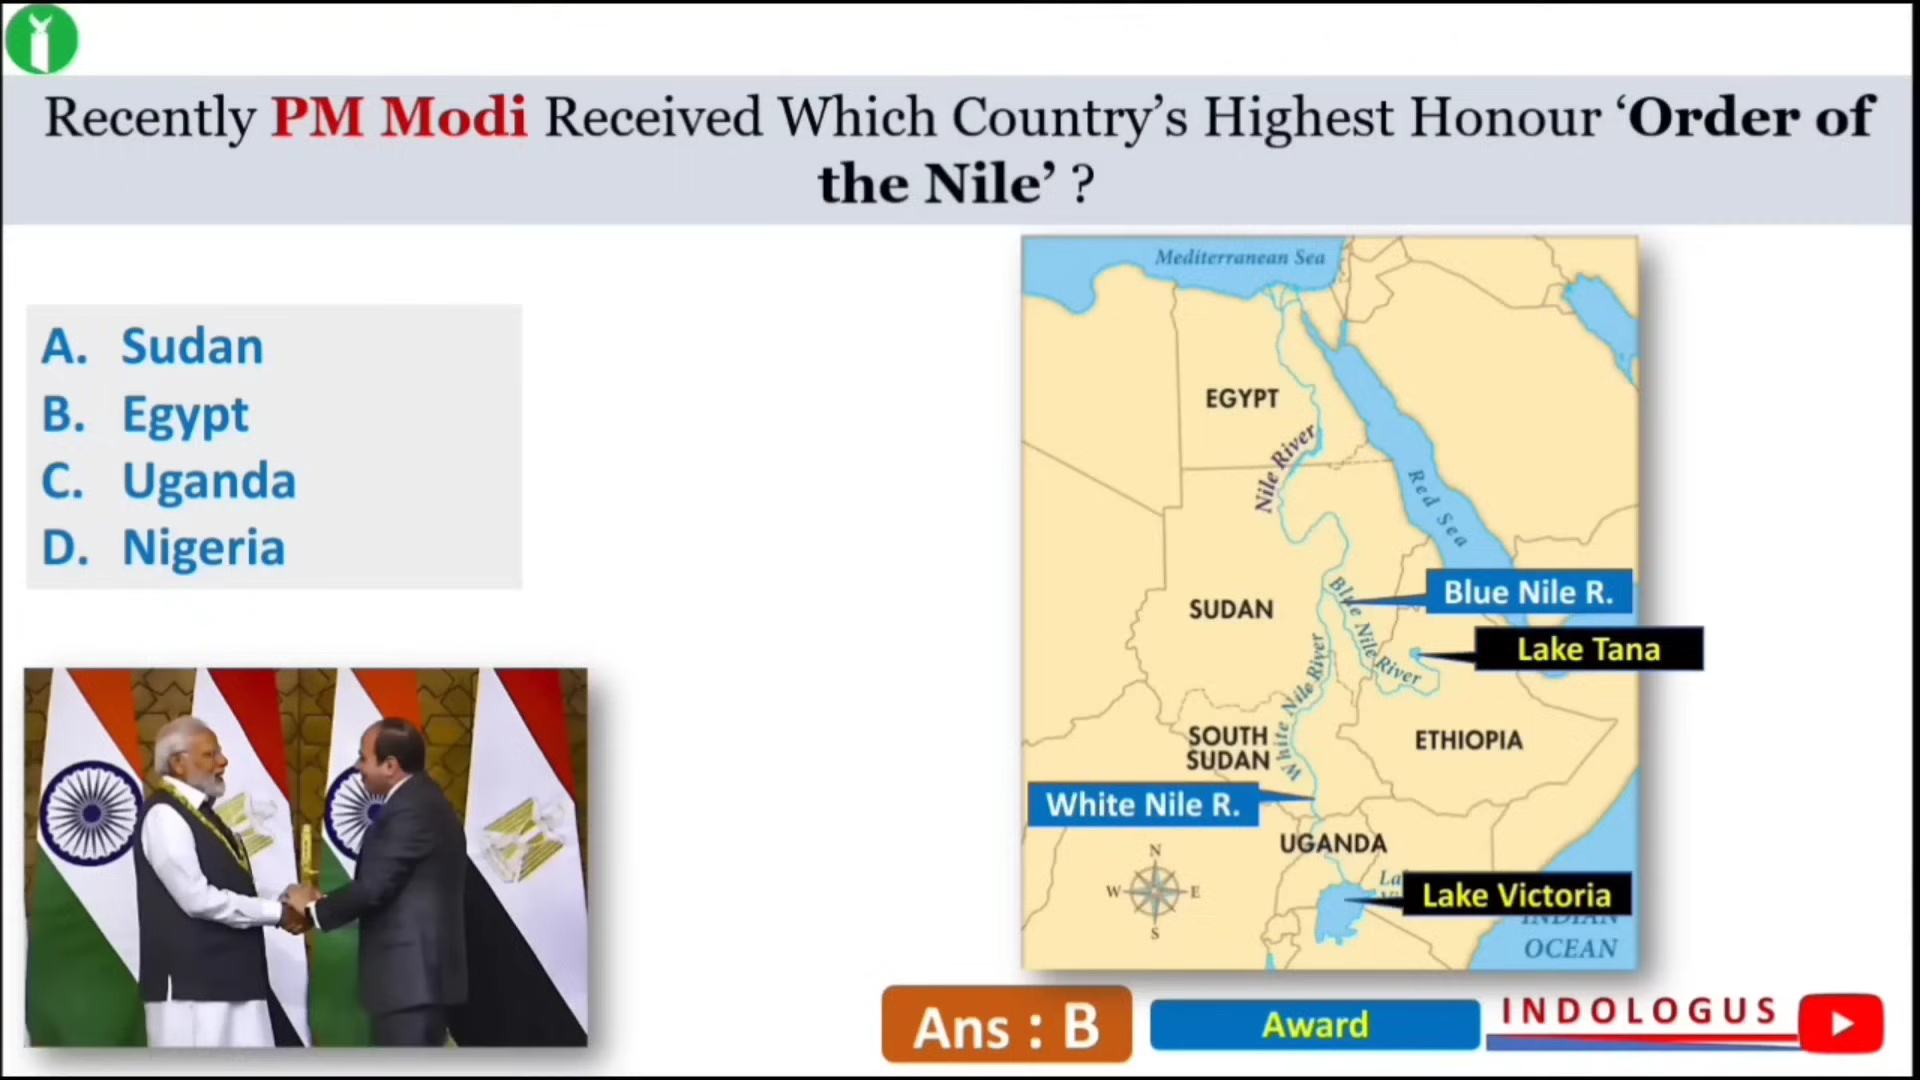 Recently PM Modi Received Which Country's Highest Honour ‘Order of
the Nile’ ?
A. Sudan
B. Egypt
C. Uganda
D. Nigeria
Mediterranean Sea
EGYPT
Nile River
Red Sea
Blue Nile R.
SUDAN
Blue Nile River
Lake Tana
White Nile River
SOUTH
SUDAN
ETHIOPIA
White Nile R.
UGANDA
N
W
E
S
Lake Victoria
INDIAN
OCEAN
Ans : B
Award
INDOLOGUS